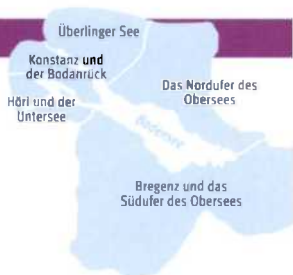 Überlinger See
Konstanz und
der Bodanrück
Das Nordufer des
Obersees
Höri und der
Untersee
Bodensee
Bregenz und das
Südufer des Obersees